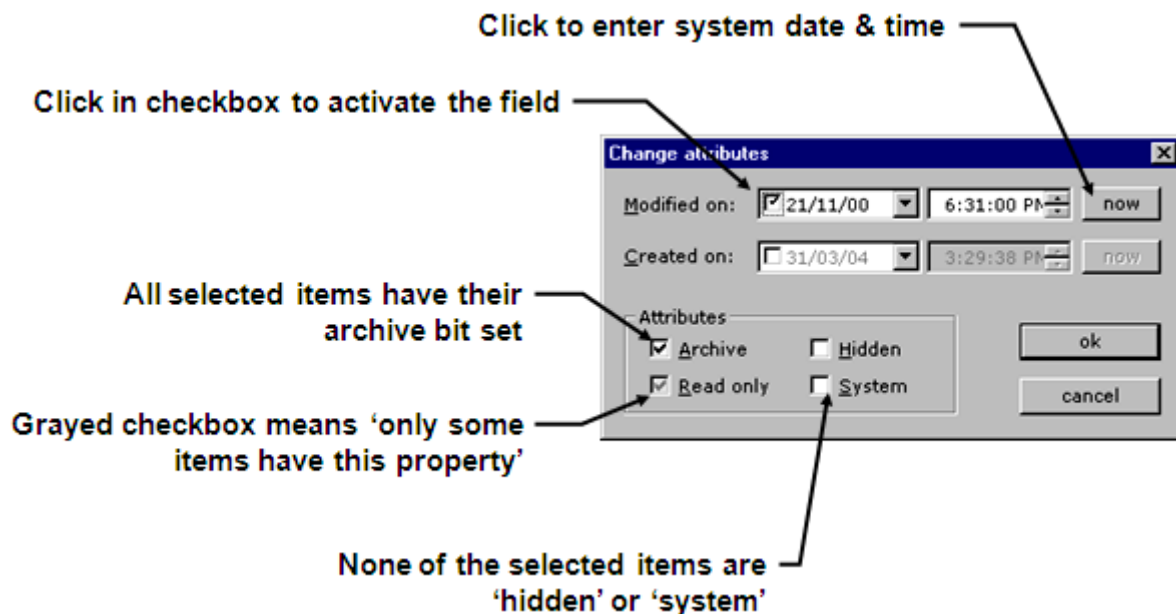 Click to enter system date & time
Click in checkbox to activate the field
Change attributes
Modified on: 21/11/00 6:31:00 PM now
Created on: 31/03/04 3:29:38 PM now
All selected items have their
archive bit set
Attributes
Archive Hidden
Read only System
ok
cancel
Grayed checkbox means ‘only some
items have this property’
None of the selected items are
‘hidden’ or ‘system’